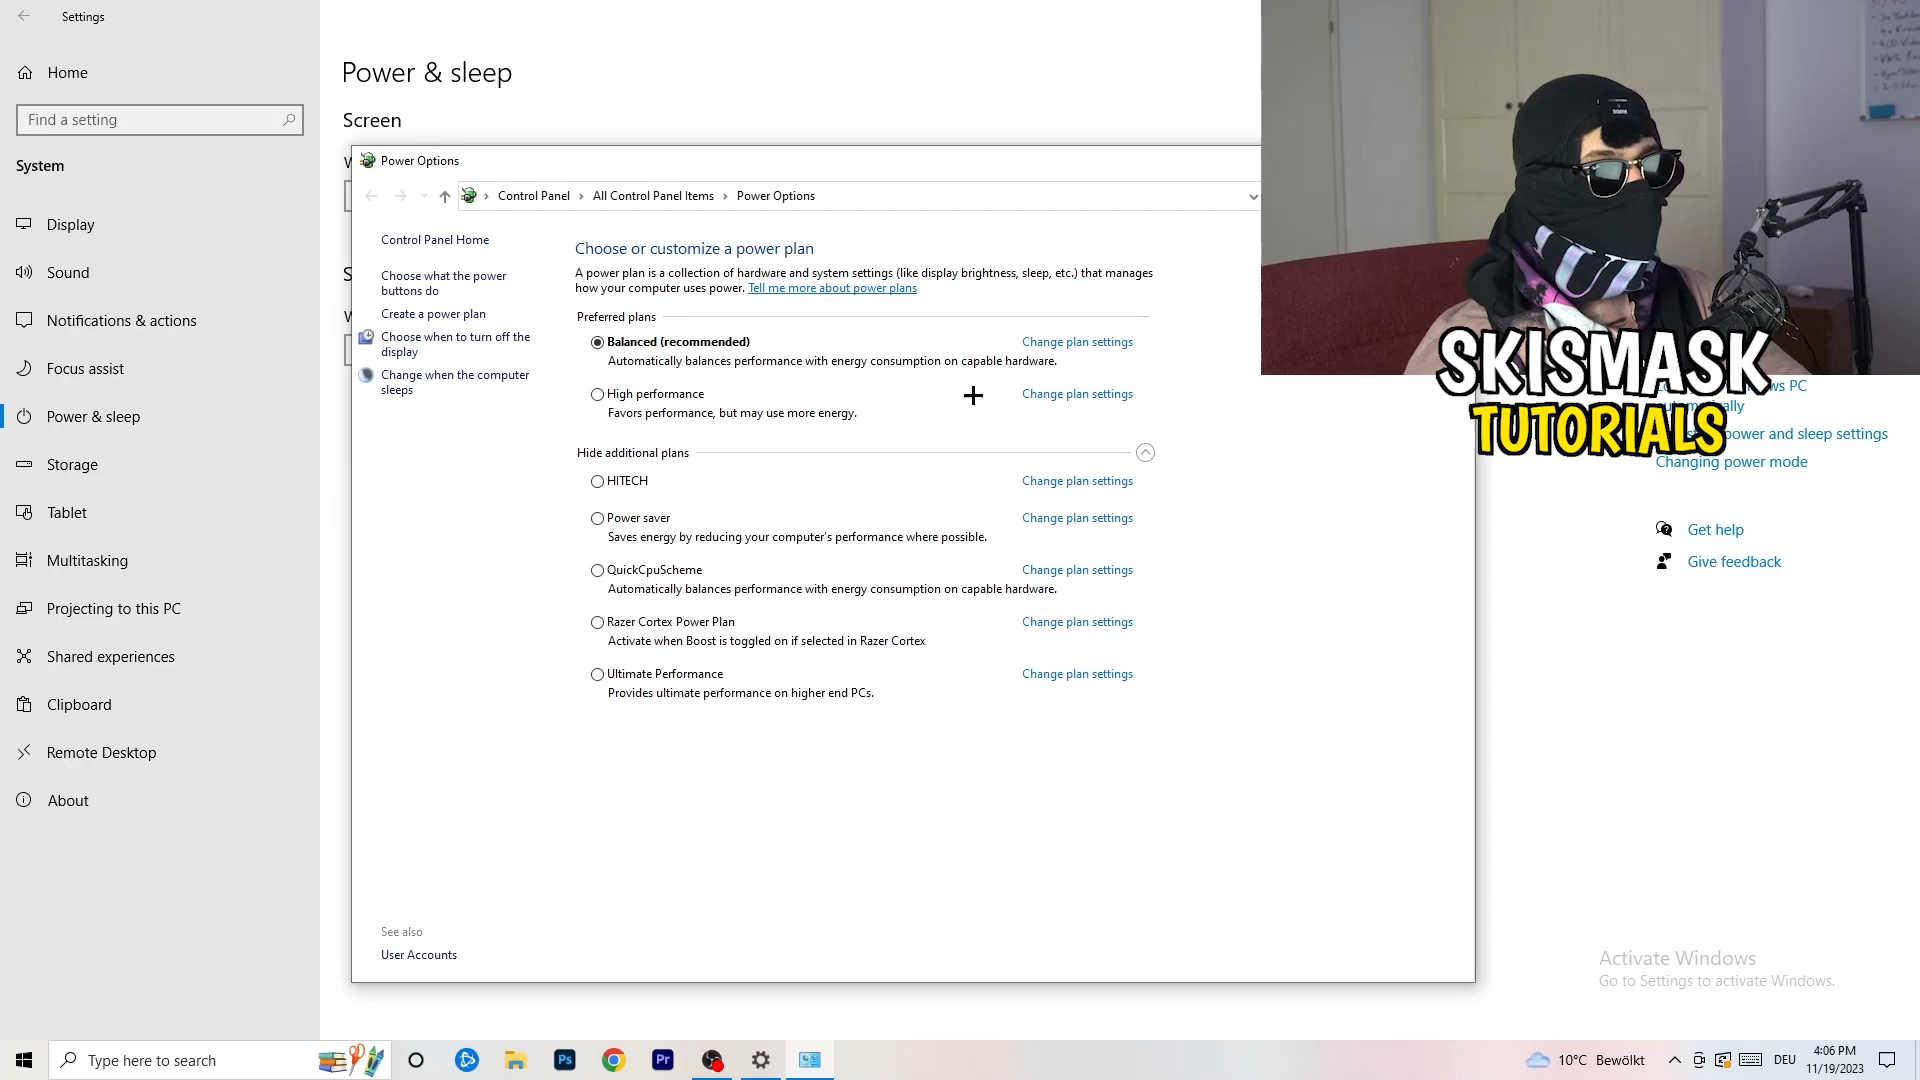 Settings
Home
Find a setting
System
Display
Sound
Notifications & actions
Focus assist
Power & sleep
Storage
Tablet
Multitasking
Projecting to this PC
Shared experiences
Clipboard
Remote Desktop
About
Power & sleep
Screen
Power Options
Control Panel › All Control Panel Items › Power Options
Control Panel Home
Choose what the power
buttons do
Create a power plan
Choose when to turn off the
display
Change when the computer
sleeps
See also
User Accounts
Choose or customize a power plan
A power plan is a collection of hardware and system settings (like display brightness, sleep, etc.) that manages
how your computer uses power. Tell me more about power plans
Preferred plans
Balanced (recommended) Change plan settings
Automatically balances performance with energy consumption on capable hardware.
High performance Change plan settings
Favors performance, but may use more energy.
Hide additional plans
HITECH Change plan settings
Power saver Change plan settings
Saves energy by reducing your computer's performance where possible.
QuickCpuScheme Change plan settings
Automatically balances performance with energy consumption on capable hardware.
Razer Cortex Power Plan Change plan settings
Activate when Boost is toggled on if selected in Razer Cortex
Ultimate Performance Change plan settings
Provides ultimate performance on higher end PCs.
SKISMASK
TUTORIALS
PC
power and sleep settings
Changing power mode
Get help
Give feedback
Activate Windows
Go to Settings to activate Windows.
Type here to search
Ps
Pr
10°C Bewölkt
DEU
4:06 PM
11/19/2023